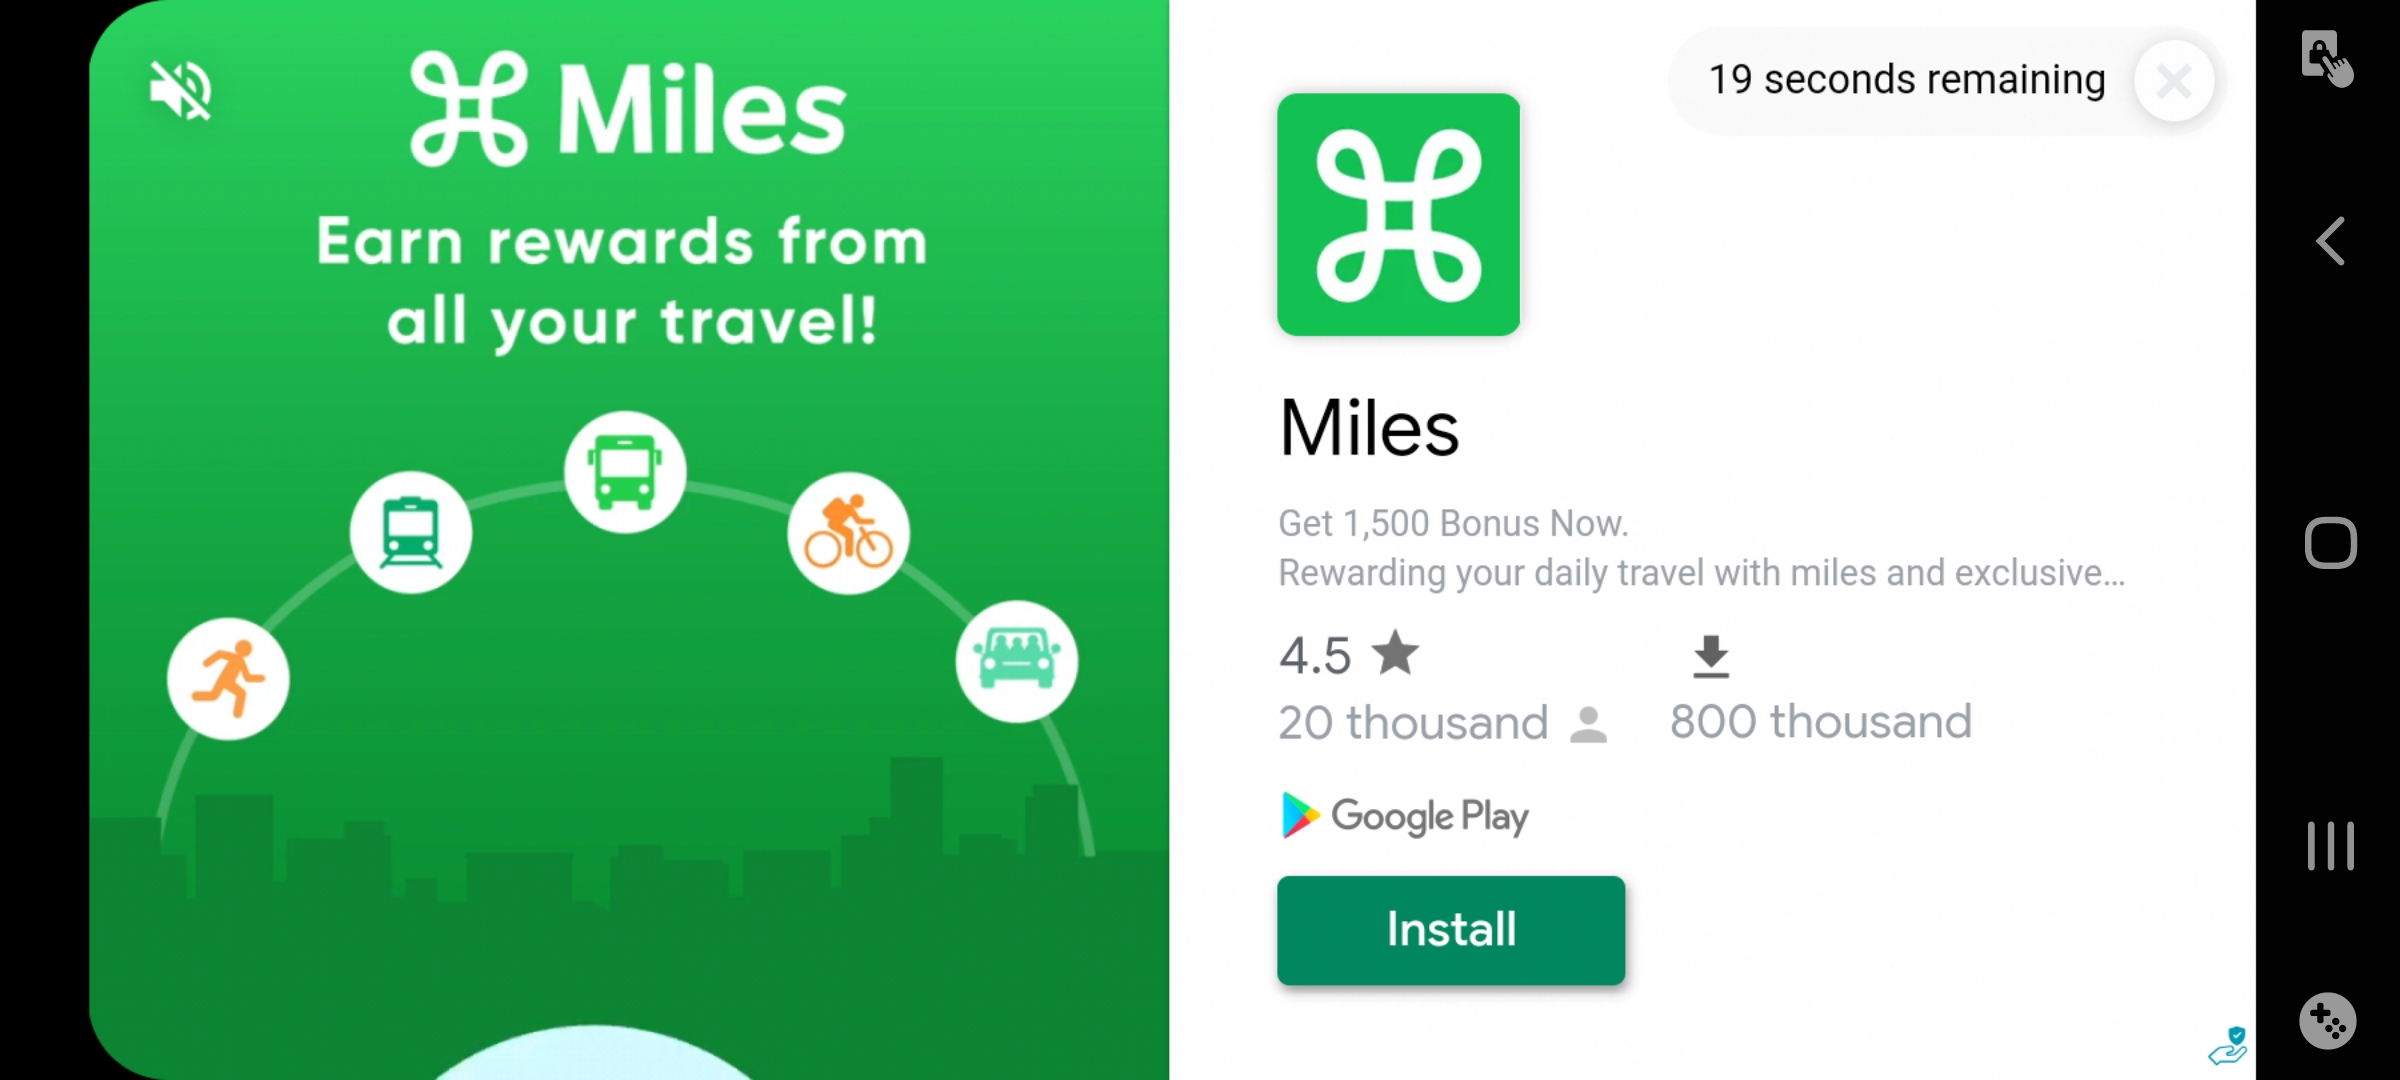 Miles
Earn rewards from
all your travel!
19 seconds remaining
Miles
Get 1,500 Bonus Now.
Rewarding your daily travel with miles and exclusive...
4.5
20 thousand
800 thousand
Google Play
Install